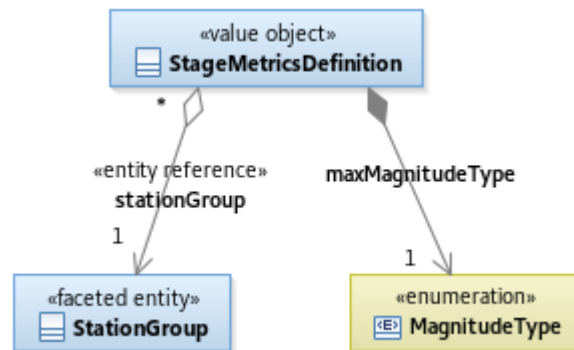 «value object»
StageMetricsDefinition
*
«entity reference»
stationGroup
maxMagnitudeType
1
1
«faceted entity»
StationGroup
«enumeration»
«E» MagnitudeType